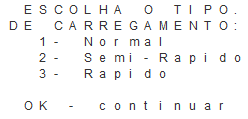 ESCOLHA O TIPO.
DE CARREGAMENTO:
1- Normal
2- Semi-Rapido
3- Rapido
OK - continuar